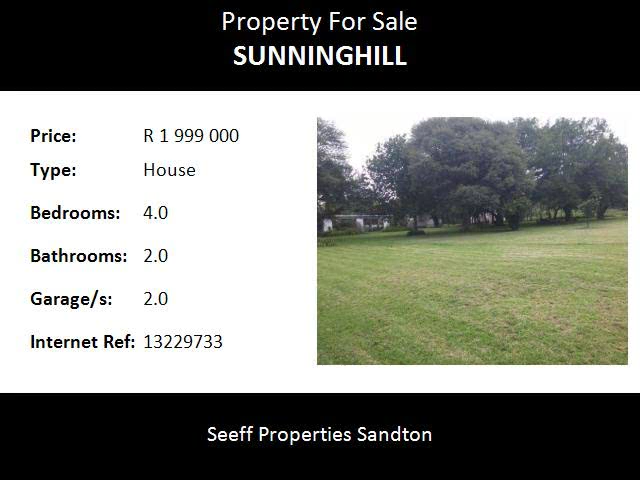 Property For Sale
SUNNINGHILL
Price: R 1 999 000
Type: House
Bedrooms: 4.0
Bathrooms: 2.0
Garage/s: 2.0
Internet Ref: 13229733
Seeff Properties Sandton